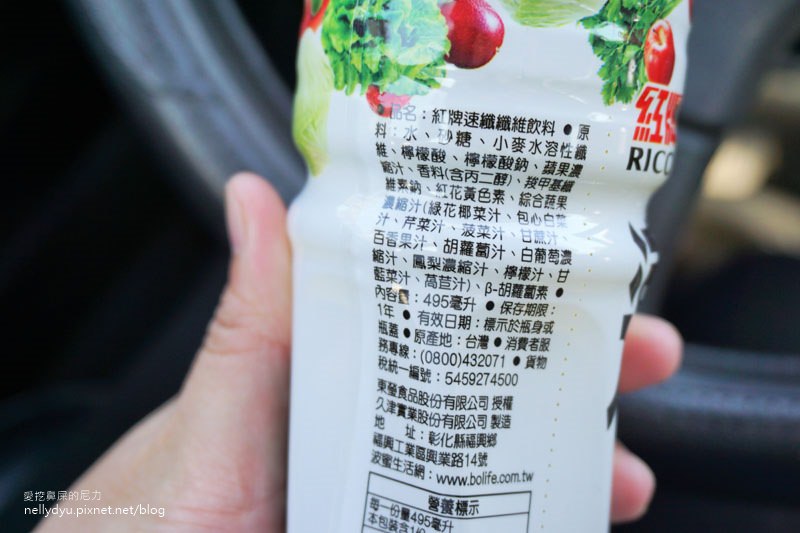 品名：紅牌速纖纖維飲料 ● 原
料：水、砂糖、小麥水溶性纖
維、檸檬酸、檸檬酸鈉、蘋果濃
縮汁、香料(含丙二醇)、羧甲基纖
維素鈉、紅花黃色素、綜合蔬果
濃縮汁(綠花椰菜汁、包心白菜
汁、芹菜汁、菠菜汁、甘蔗汁、
百香果汁、胡蘿蔔汁、白葡萄濃
縮汁、鳳梨濃縮汁、檸檬汁、甘
藍菜汁、萵苣汁)、β-胡蘿蔔素 ●
內容量：495毫升 ● 保存期限：
1年 ● 有效日期：標示於瓶身或
瓶蓋 ● 原產地：台灣 ● 消費者服
務專線：(0800)432071 ● 貨物
稅統一編號：5459274500
東發食品股份有限公司 授權
久津實業股份有限公司 製造
地　址：彰化縣福興鄉
福興工業區興業路14號
波蜜生活網：www.bolife.com.tw
營養標示
每一份量495毫升
本包裝含1份
紅
RICO
愛挖鼻屎的尼力
nellydyu.pixnet.net/blog